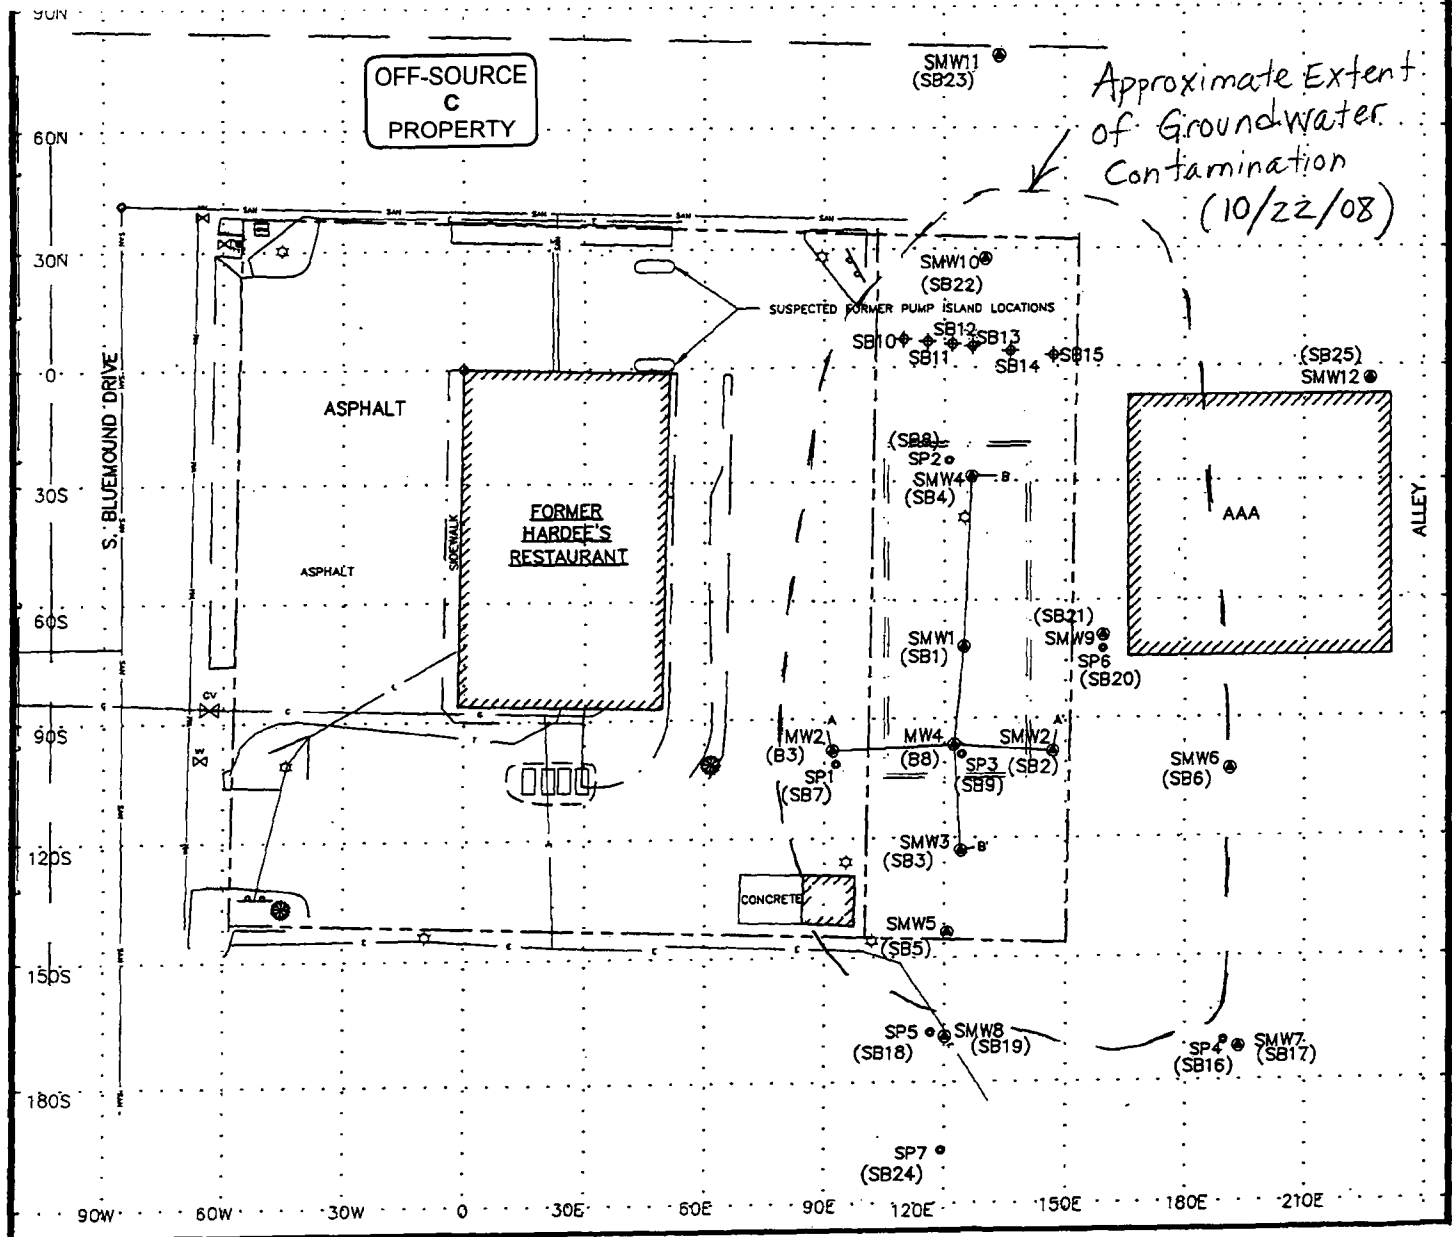 90N
OFF-SOURCE
C
PROPERTY
SMW11
(SB23)
Approximate Extent
of Groundwater
Contamination
(10/22/08)
60N
SAN SAN SAN SAN
30N
SMW10
(SB22)
SUSPECTED FORMER PUMP ISLAND LOCATIONS
SB10
SB11
SB12
SB13
SB14
SB15
(SB25)
SMW12
0
S. BLUEMOUND DRIVE
ASPHALT
(SB8)
SP2
SMW4
(SB4)
B
30S
FORMER
HARDEE'S
RESTAURANT
SIDEWALK
AAA
ALLEY
ASPHALT
60S
SMW1
(SB1)
(SB21)
SMW9
SP6
(SB20)
GV
90S
A
MW2
(B3)
SP1
(SB7)
MW4
(B8)
SP3
(SB9)
A'
SMW2
(SB2)
SMW6
(SB6)
120S
SMW3
(SB3)
B'
CONCRETE
SMW5
(SB5)
150S
SP5
(SB18)
SMW8
(SB19)
SP4
(SB16)
SMW7
(SB17)
180S
SP7
(SB24)
90W 60W 30W 0 30E 60E 90E 120E 150E 180E 210E